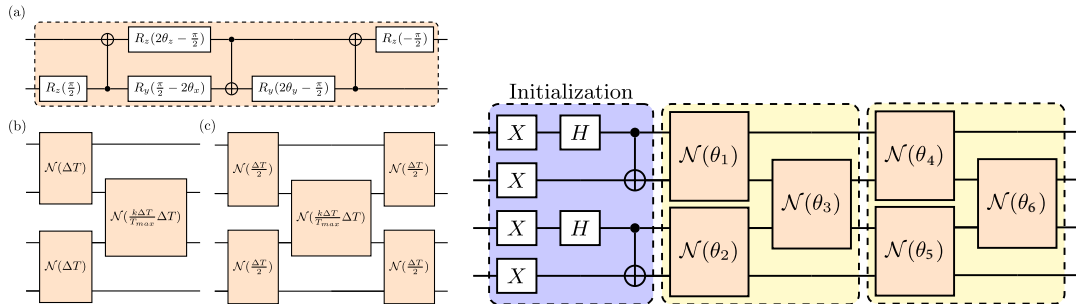 (a)
R_z(2θ_z − π/2)
R_z(−π/2)
R_z(π/2)
R_y(π/2 − 2θ_x)
R_y(2θ_y − π/2)
(b)
N(ΔT)
N(kΔT/T_max ΔT)
N(ΔT)
(c)
N(ΔT/2)
N(ΔT/2)
N(kΔT/T_max ΔT)
N(ΔT/2)
N(ΔT/2)
Initialization
X
H
X
X
H
X
N(θ_1)
N(θ_2)
N(θ_3)
N(θ_4)
N(θ_5)
N(θ_6)